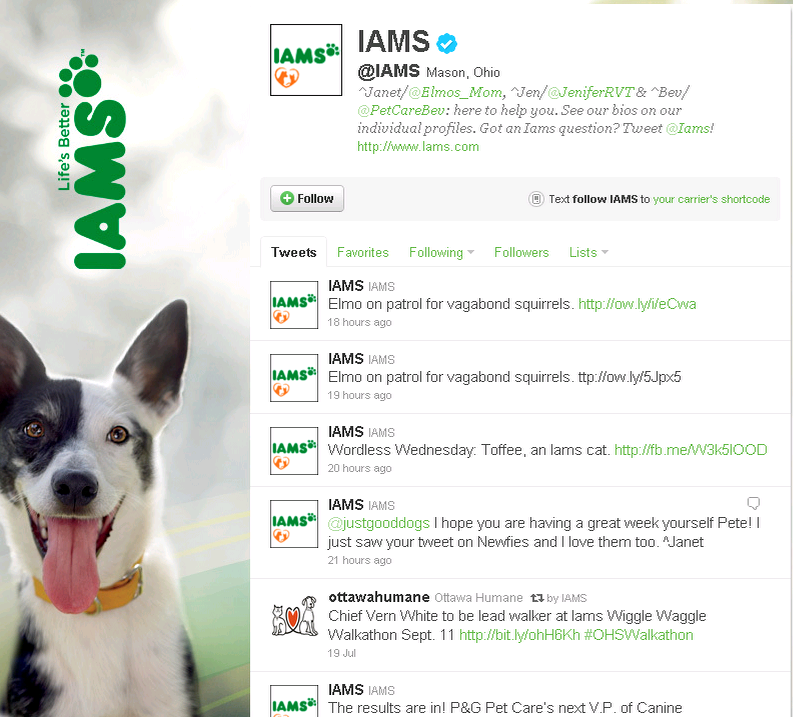 Life's Better
IAMS™
IAMS
IAMS
@IAMS Mason, Ohio
^Janet/@Elmos_Mom, ^Jen/@JeniferRVT & ^Bev/
@PetCareBev: here to help you. See our bios on our
individual profiles. Got an Iams question? Tweet @Iams!
http://www.Iams.com
Follow
Text follow IAMS to your carrier's shortcode
Tweets Favorites Following Followers Lists
IAMS
IAMS IAMS
Elmo on patrol for vagabond squirrels. http://ow.ly/i/eCwa
18 hours ago
IAMS
IAMS IAMS
Elmo on patrol for vagabond squirrels. ttp://ow.ly/5Jpx5
19 hours ago
IAMS
IAMS IAMS
Wordless Wednesday: Toffee, an Iams cat. http://fb.me/W3k5IOOD
20 hours ago
IAMS
IAMS IAMS
@justgooddogs I hope you are having a great week yourself Pete! I
just saw your tweet on Newfies and I love them too. ^Janet
21 hours ago
ottawahumane Ottawa Humane by IAMS
Chief Vern White to be lead walker at Iams Wiggle Waggle
Walkathon Sept. 11 http://bit.ly/ohH6Kh #OHSWalkathon
19 Jul
IAMS
IAMS IAMS
The results are in! P&G Pet Care's next V.P. of Canine